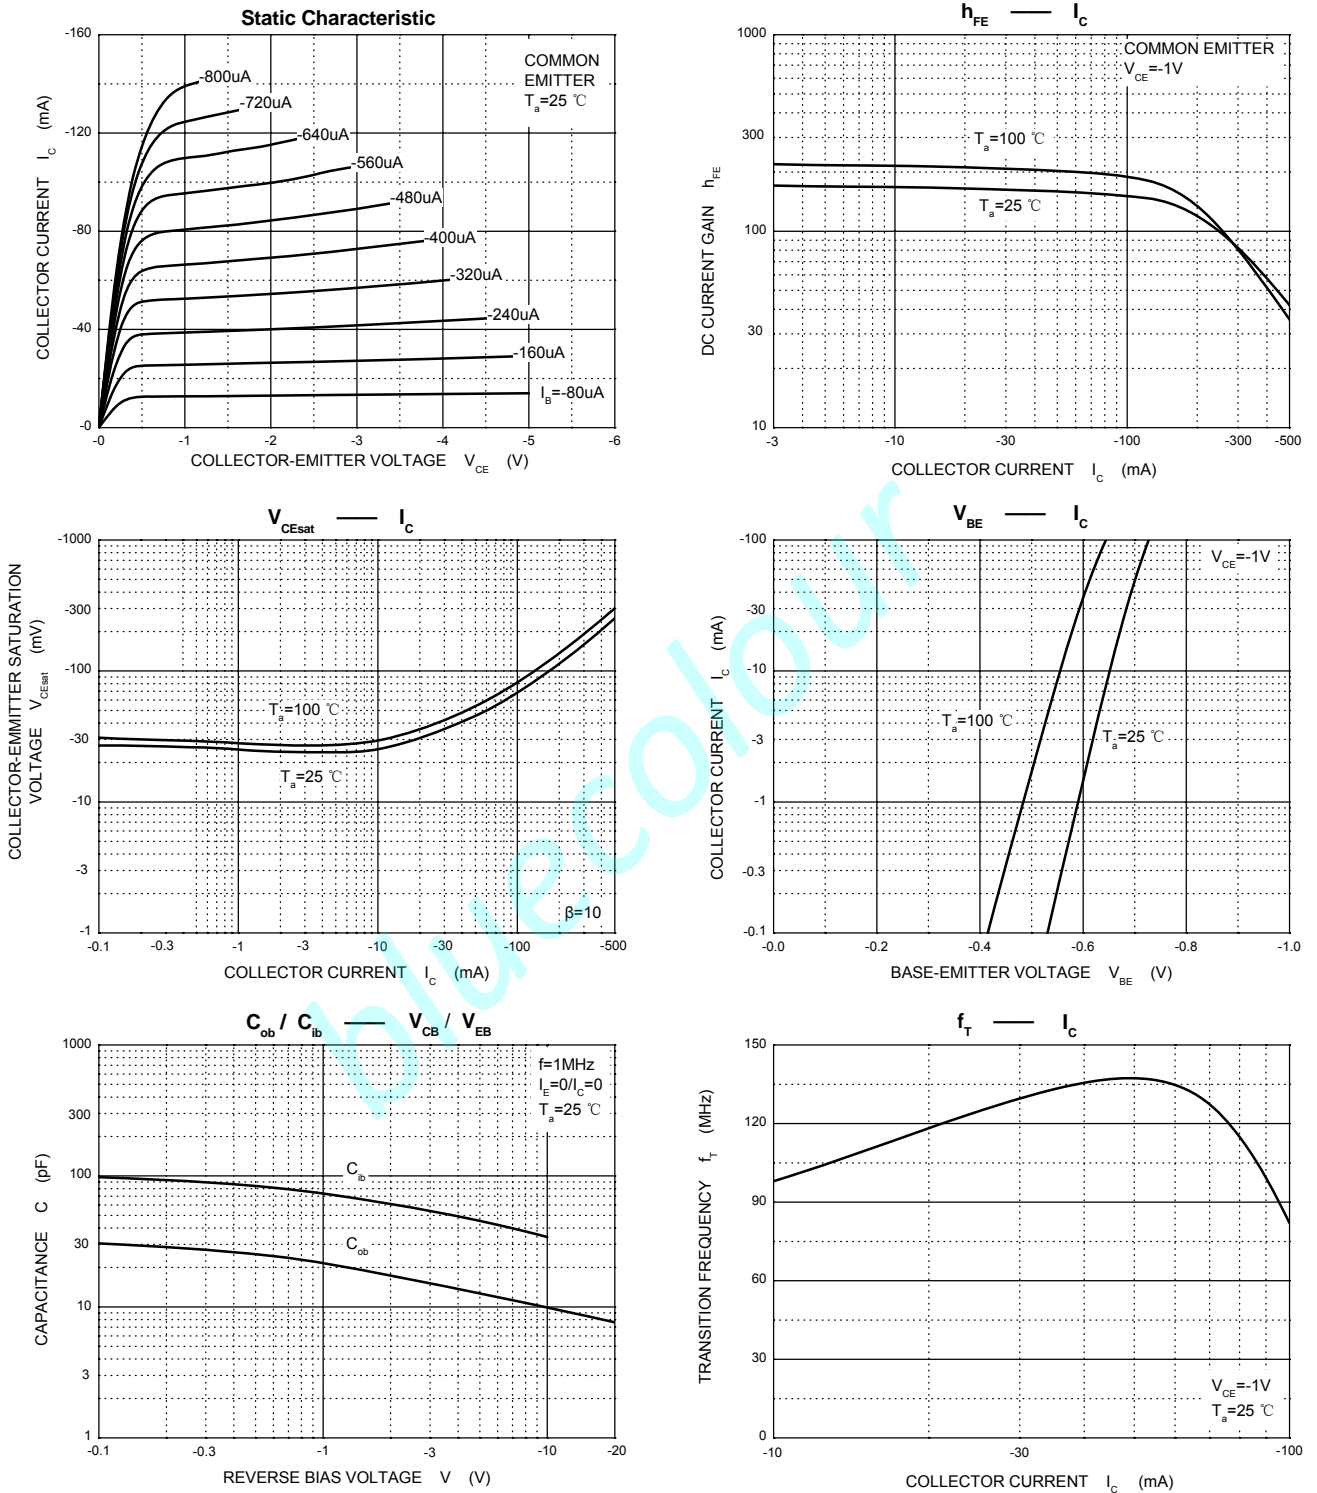 Static Characteristic
-160
-120
-80
-40
-0
-0 -1 -2 -3 -4 -5 -6
COLLECTOR CURRENT I_C (mA)
COLLECTOR-EMITTER VOLTAGE V_CE (V)
COMMON
EMITTER
T_a=25 ℃
-800uA
-720uA
-640uA
-560uA
-480uA
-400uA
-320uA
-240uA
-160uA
I_B=-80uA
h_FE —— I_C
1000
300
100
30
10
-3 -10 -30 -100 -300 -500
DC CURRENT GAIN h_FE
COLLECTOR CURRENT I_C (mA)
COMMON EMITTER
V_CE=-1V
T_a=100 ℃
T_a=25 ℃
V_CEsat —— I_C
-1000
-300
-100
-30
-10
-3
-1
-0.1 -0.3 -1 -3 -10 -30 -100 -500
COLLECTOR-EMMITER SATURATION
VOLTAGE V_CEsat (mV)
COLLECTOR CURRENT I_C (mA)
T_a=100 ℃
T_a=25 ℃
β=10
V_BE —— I_C
-100
-30
-10
-3
-1
-0.3
-0.1
-0.0 -0.2 -0.4 -0.6 -0.8 -1.0
COLLECTOR CURRENT I_C (mA)
BASE-EMITTER VOLTAGE V_BE (V)
V_CE=-1V
T_a=100 ℃
T_a=25 ℃
C_ob / C_ib —— V_CB / V_EB
1000
300
100
30
10
3
1
-0.1 -0.3 -1 -3 -10 -20
CAPACITANCE C (pF)
REVERSE BIAS VOLTAGE V (V)
f=1MHz
I_E=0/I_C=0
T_a=25 ℃
C_ib
C_ob
f_T —— I_C
150
120
90
60
30
0
-10 -30 -100
TRANSITION FREQUENCY f_T (MHz)
COLLECTOR CURRENT I_C (mA)
V_CE=-1V
T_a=25 ℃
bluecolour